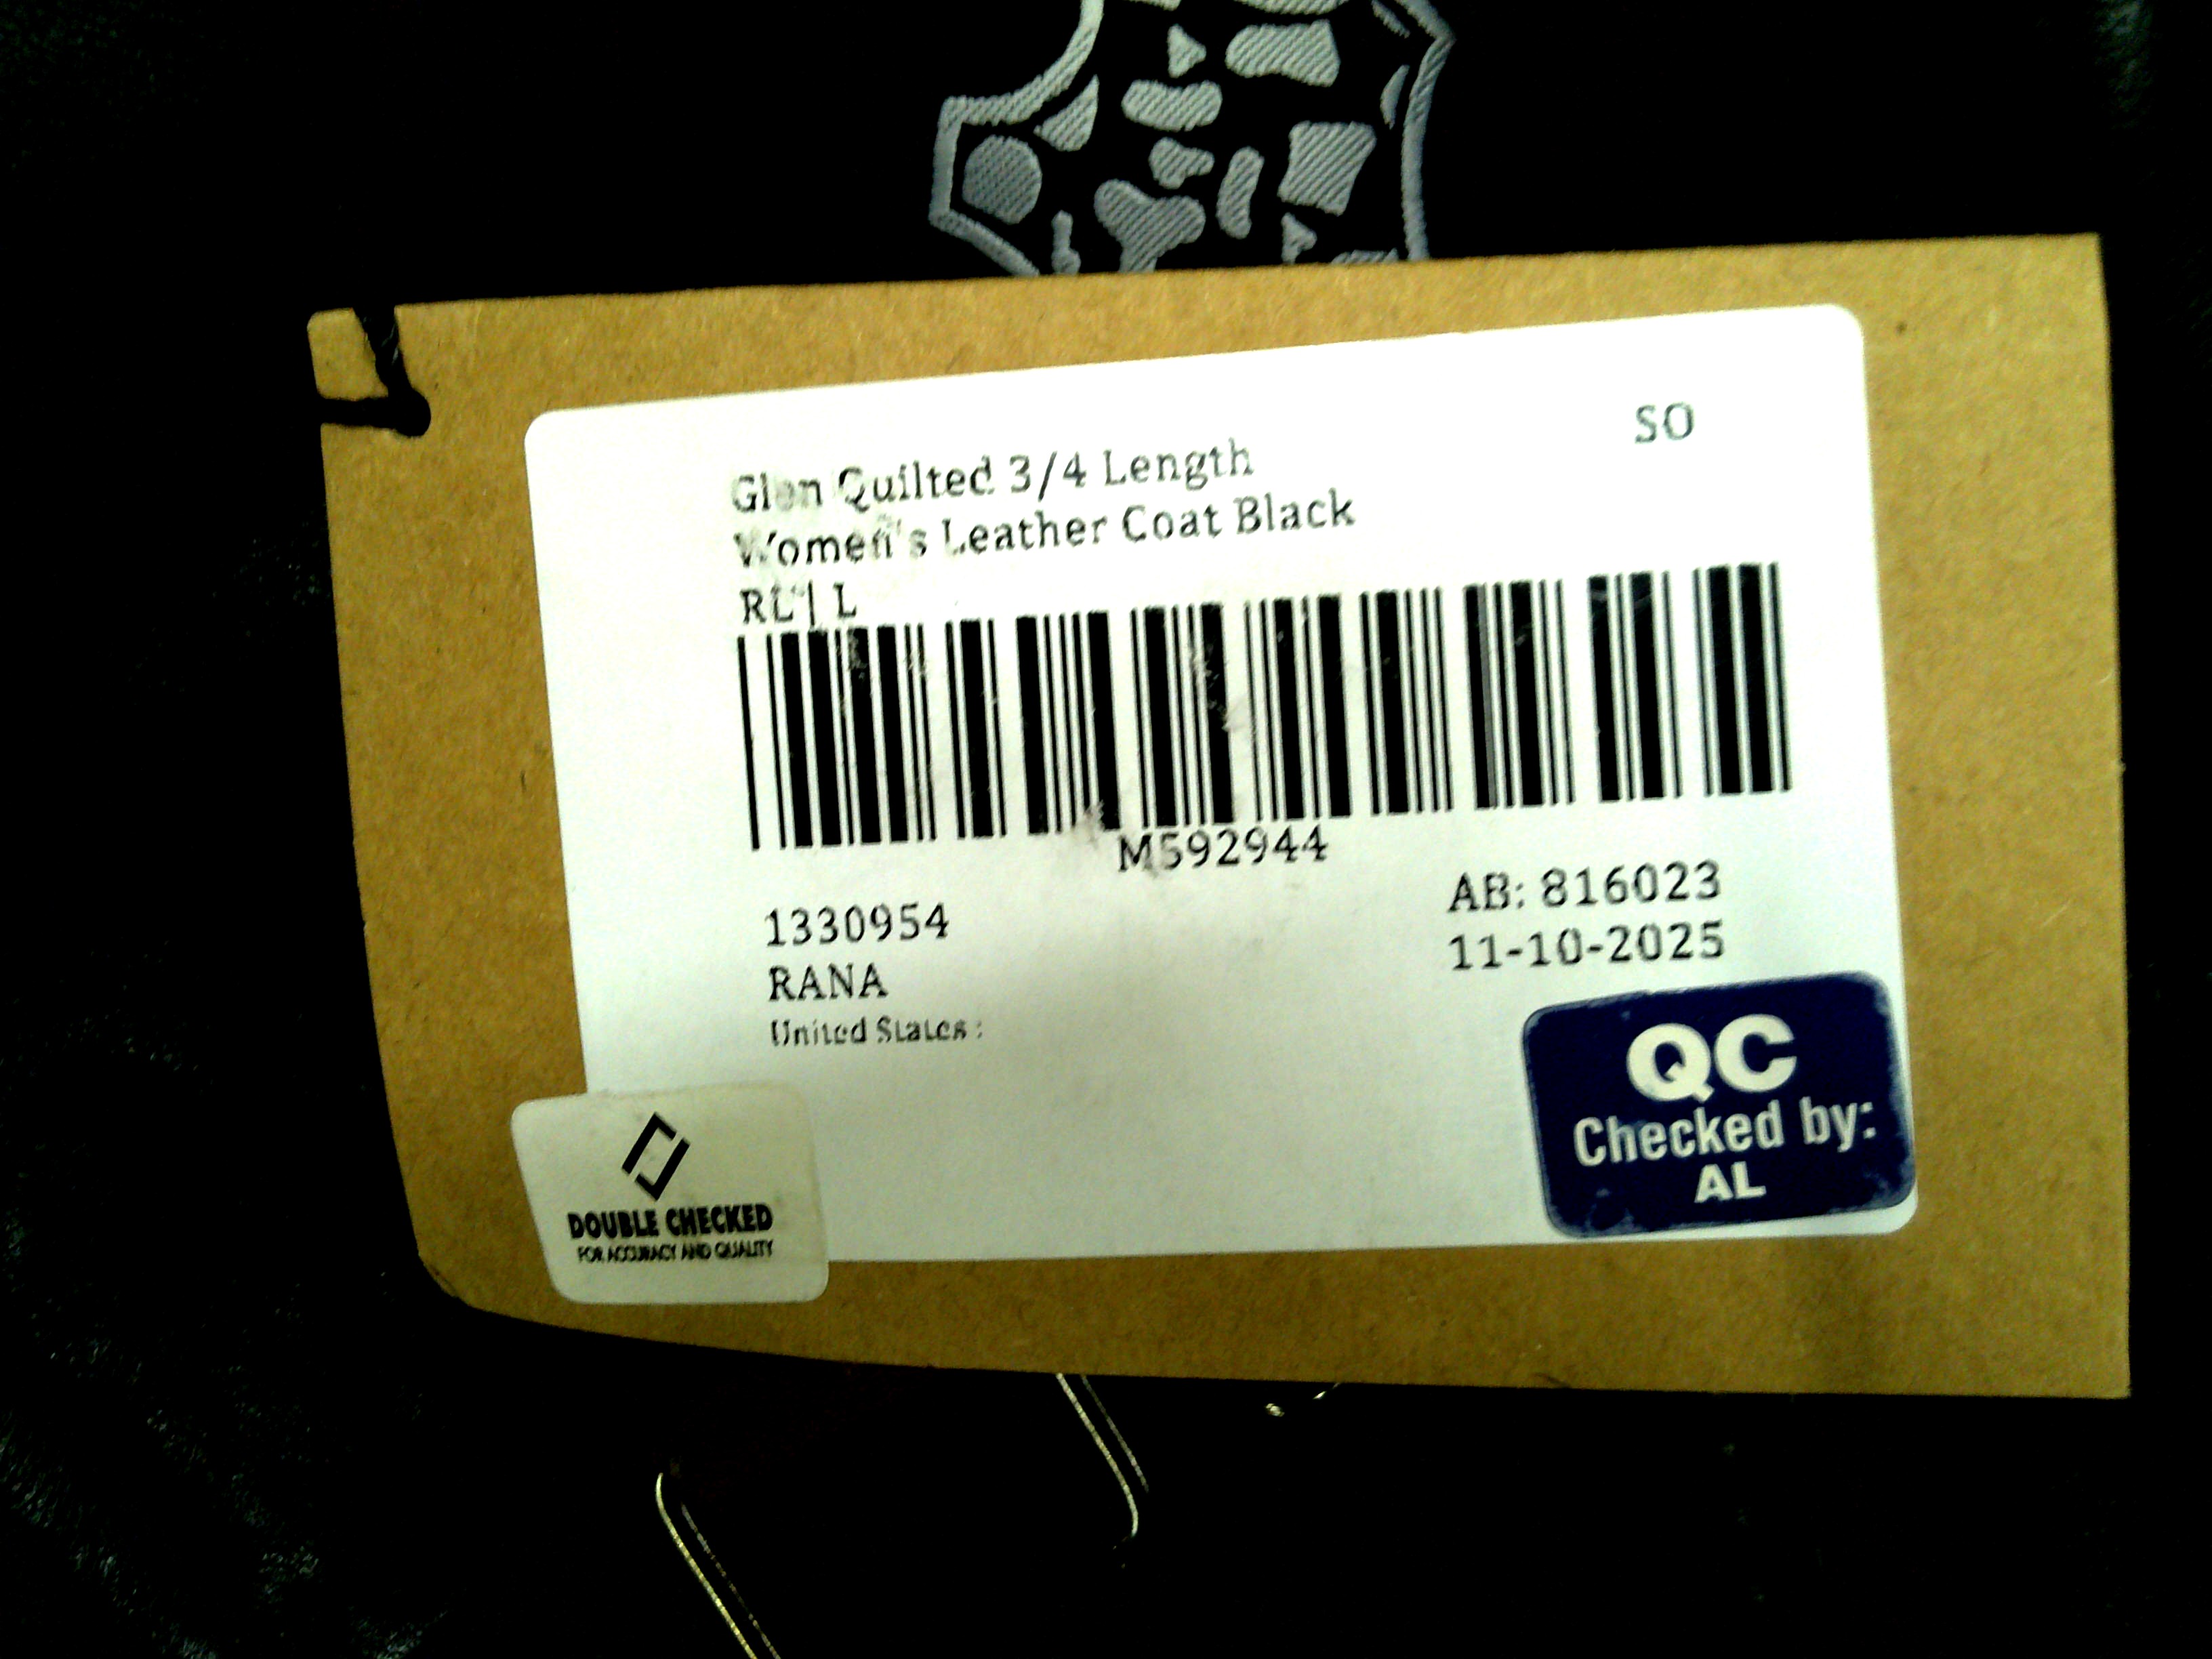 SO
Glen Quilted 3/4 Length
Women's Leather Coat Black
RL | L
M592944
1330954
RANA
United States :
AB: 816023
11-10-2025
QC
Checked by:
AL
DOUBLE CHECKED
FOR ACCURACY AND QUALITY